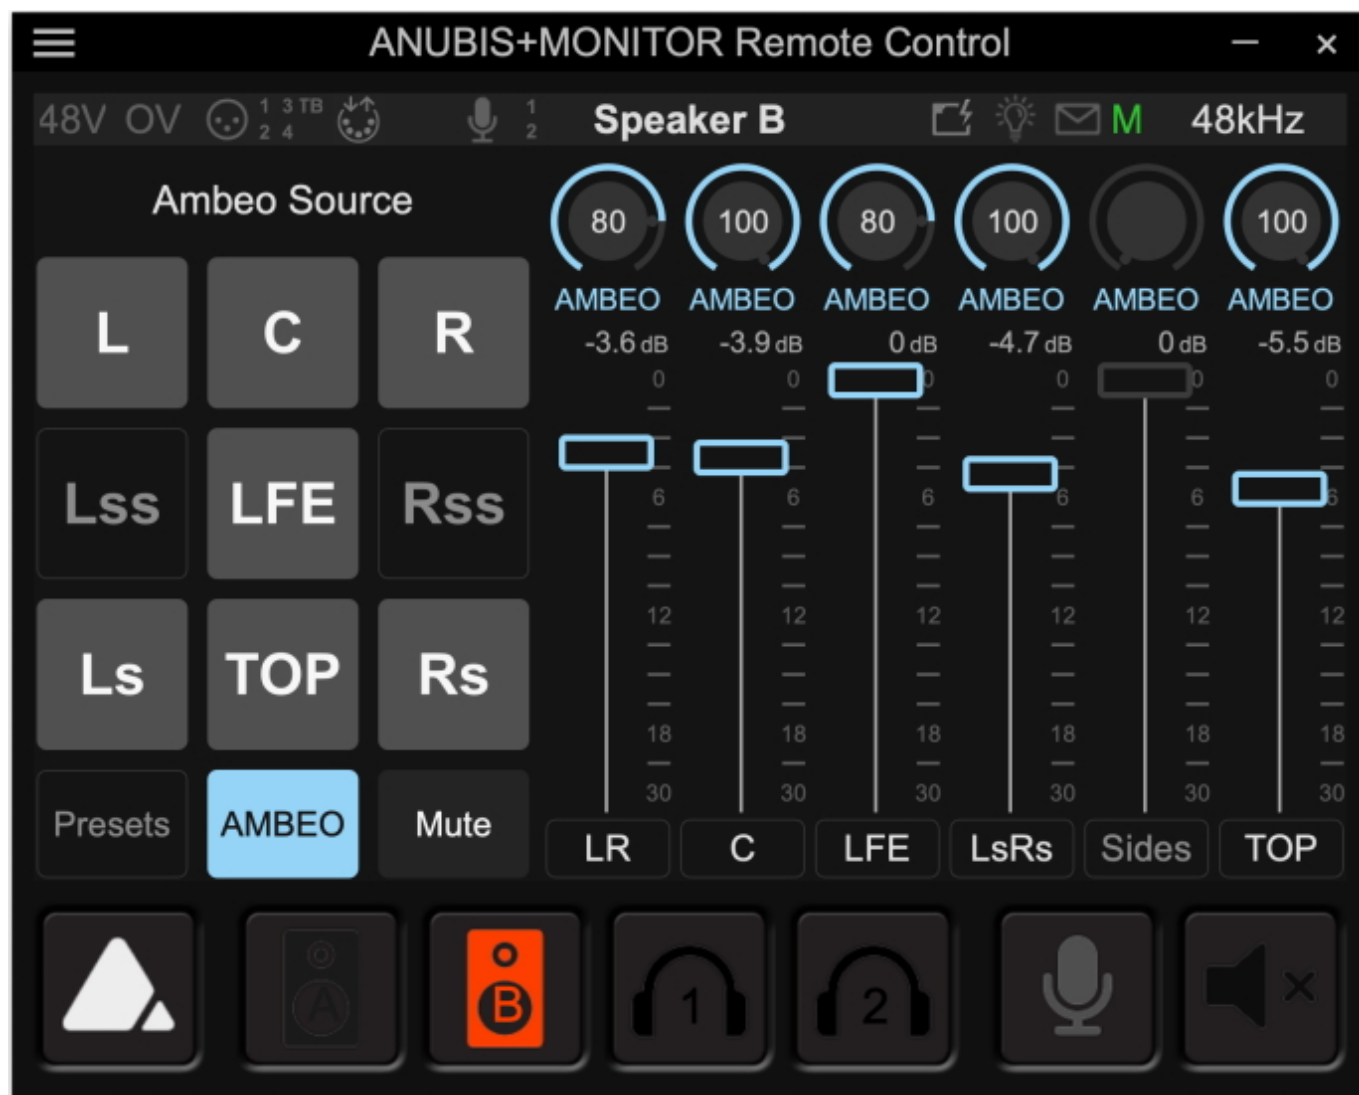 ANUBIS+MONITOR Remote Control
48V OV 1 2 3 4 TB 1 2 Speaker B M 48kHz
Ambeo Source
80 100 80 100 100
AMBEO AMBEO AMBEO AMBEO AMBEO AMBEO
-3.6 dB -3.9 dB 0 dB -4.7 dB 0 dB -5.5 dB
L C R
0 0 0 0 0 0
Lss LFE Rss
6 6 6 6 6 6
12 12 12 12 12 12
Ls TOP Rs
18 18 18 18 18 18
30 30 30 30 30 30
Presets AMBEO Mute
LR C LFE LsRs Sides TOP
A B 1 2